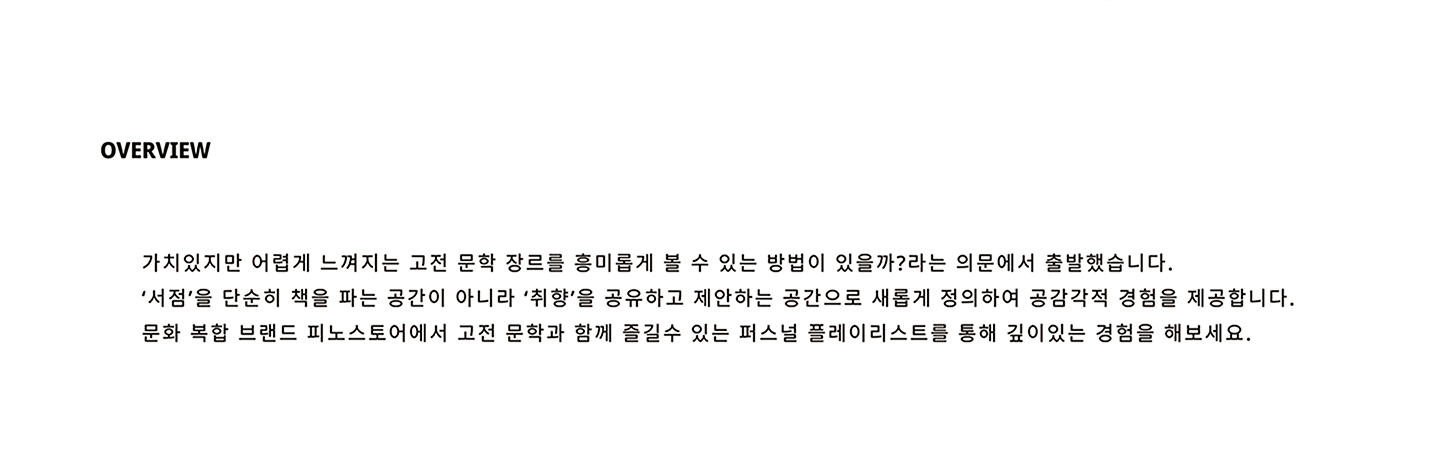 OVERVIEW
가치있지만 어렵게 느껴지는 고전 문학 장르를 흥미롭게 볼 수 있는 방법이 있을까?라는 의문에서 출발했습니다.
‘서점’을 단순히 책을 파는 공간이 아니라 ‘취향’을 공유하고 제안하는 공간으로 새롭게 정의하여 공감각적 경험을 제공합니다.
문화 복합 브랜드 피노스토어에서 고전 문학과 함께 즐길수 있는 퍼스널 플레이리스트를 통해 깊이있는 경험을 해보세요.